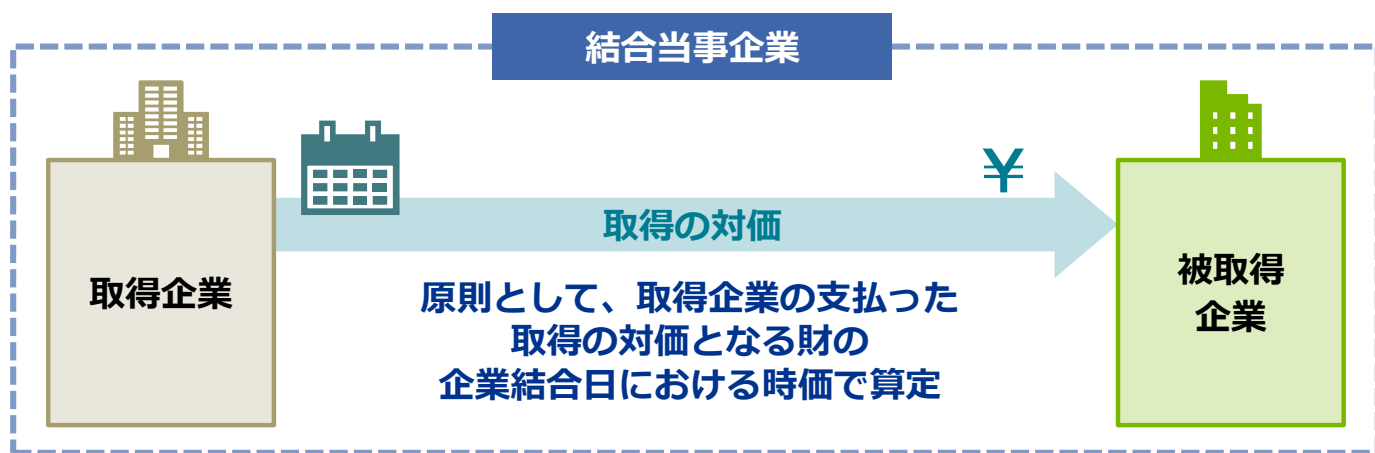 結合当事企業
¥
取得の対価
取得企業
原則として、取得企業の支払った
取得の対価となる財の
企業結合日における時価で算定
被取得
企業